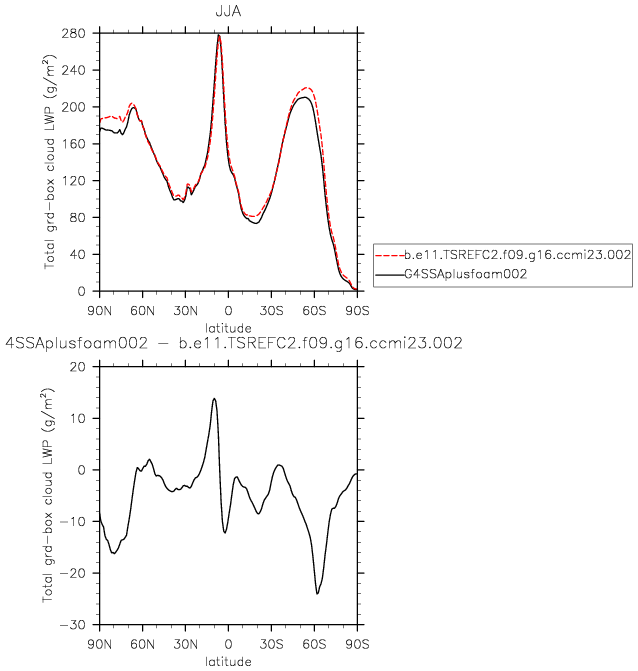 JJA
Total grd-box cloud LWP (g/m²)
280
240
200
160
120
80
40
0
90N 60N 30N 0 30S 60S 90S
latitude
b.e11.TSREFC2.f09.g16.ccmi23.002
G4SSAplusfoam002
4SSAplusfoam002 - b.e11.TSREFC2.f09.g16.ccmi23.002
Total grd-box cloud LWP (g/m²)
20
10
0
-10
-20
-30
90N 60N 30N 0 30S 60S 90S
latitude